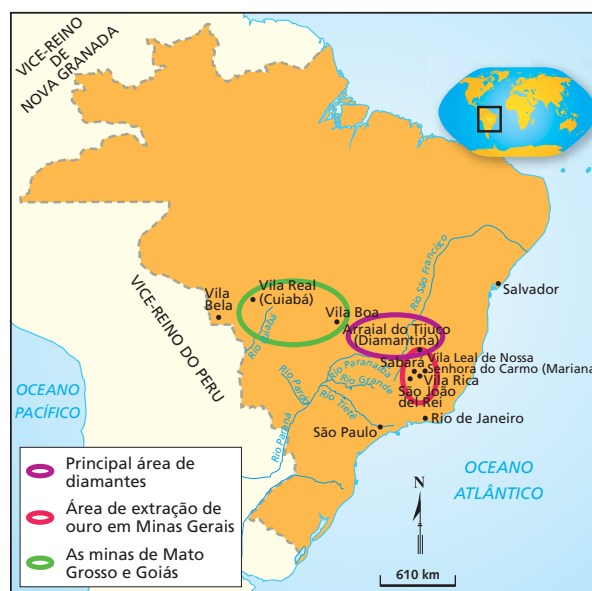 VICE-REINO
DE
NOVA GRANADA
VICE-REINO DO PERU
OCEANO
PACÍFICO
Vila
Bela
Vila Real
(Cuiabá)
Rio Cuiabá
Vila Boa
Rio São Francisco
Salvador
Arraial do Tijuco
(Diamantina)
Sabará
Vila Leal de Nossa
Senhora do Carmo (Mariana)
Vila Rica
São João
del Rei
Rio Paranaíba
Rio Grande
Rio Pardo
Rio Tietê
Rio Paraná
São Paulo
Rio de Janeiro
OCEANO
ATLÂNTICO
Principal área de
diamantes
Área de extração de
ouro em Minas Gerais
As minas de Mato
Grosso e Goiás
N
610 km